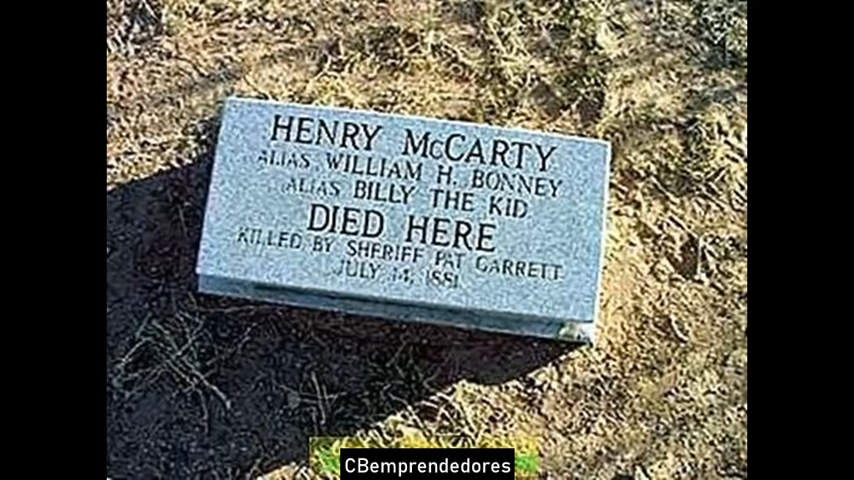 HENRY McCARTY
ALIAS WILLIAM H. BONNEY
ALIAS BILLY THE KID
DIED HERE
KILLED BY SHERIFF PAT GARRETT
JULY 14, 1881
CBemprendedores